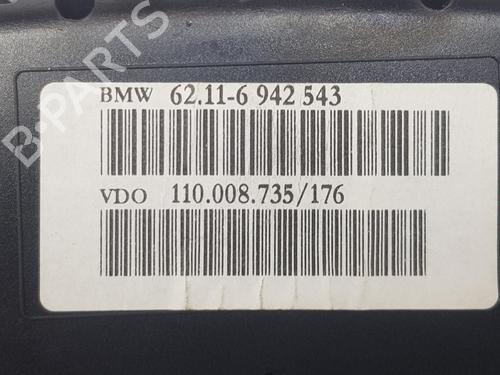 B-PARTS
BMW 62.11-6 942 543
VDO 110.008.735/176